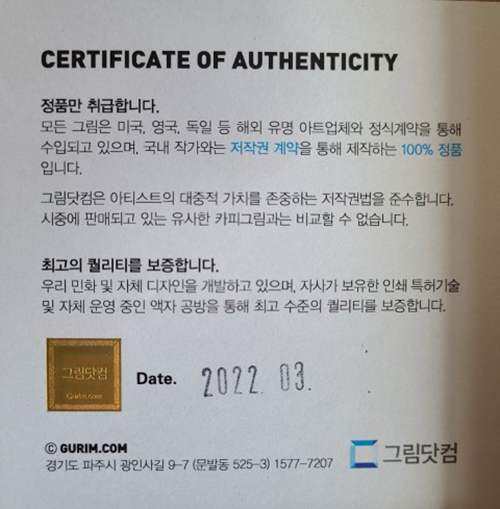 CERTIFICATE OF AUTHENTICITY
정품만 취급합니다.
모든 그림은 미국, 영국, 독일 등 해외 유명 아트업체와 정식계약을 통해
수입되고 있으며, 국내 작가와는 저작권 계약을 통해 제작하는 100% 정품
입니다.
그림닷컴은 아티스트의 대중적 가치를 존중하는 저작권법을 준수합니다.
시중에 판매되고 있는 유사한 카피그림과는 비교할 수 없습니다.
최고의 퀄리티를 보증합니다.
우리 민화 및 자체 디자인을 개발하고 있으며, 자사가 보유한 인쇄 특허기술
및 자체 운영 중인 액자 공방을 통해 최고 수준의 퀄리티를 보증합니다.
그림닷컴
Gurim.com
Date. 2022. 03.
© GURIM.COM
경기도 파주시 광인사길 9-7 (문발동 525-3) 1577-7207
그림닷컴